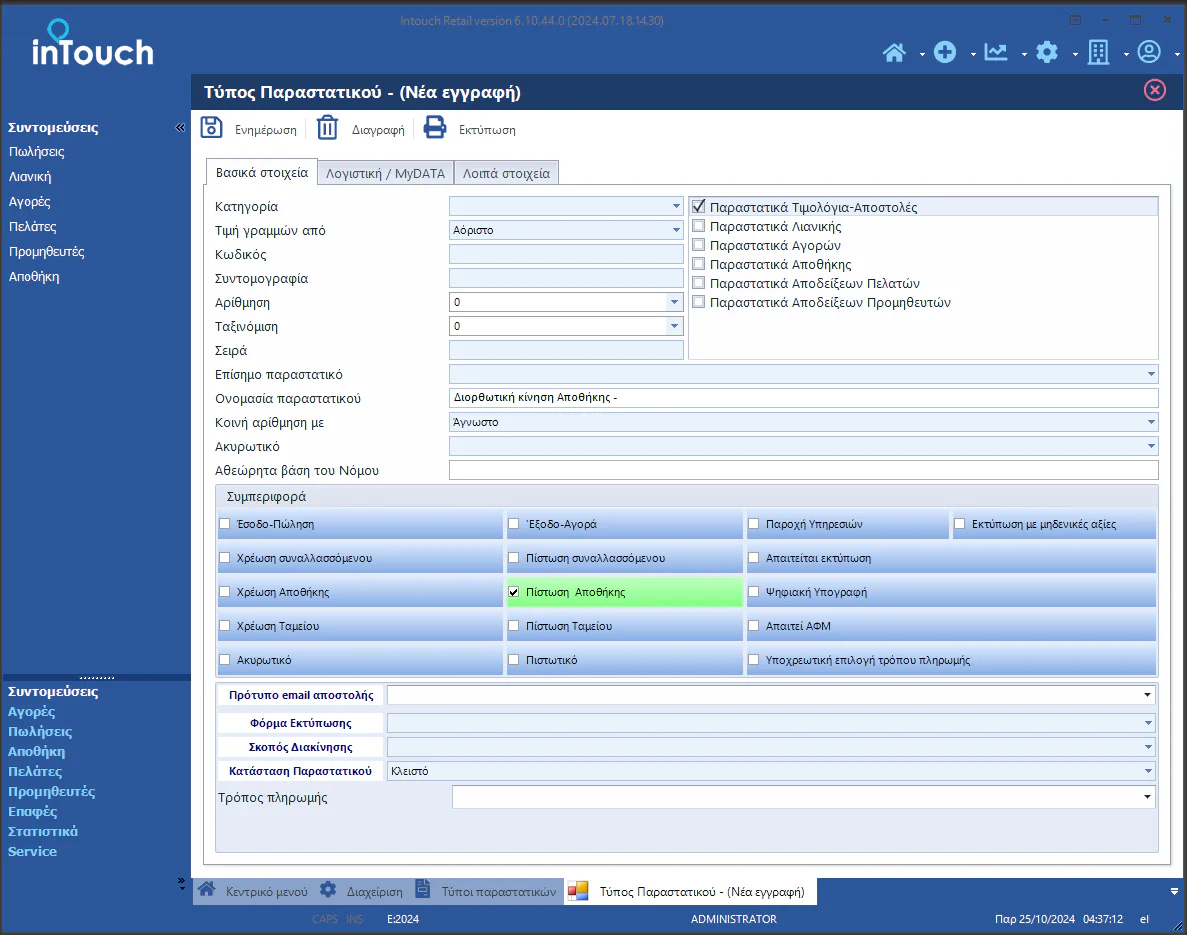 Intouch Retail version 6.10.44.0 (2024.07.18.14.30)
inTouch
Τύπος Παραστατικού - (Νέα εγγραφή)
Συντομεύσεις
Πωλήσεις
Λιανική
Αγορές
Πελάτες
Προμηθευτές
Αποθήκη
Ενημέρωση Διαγραφή Εκτύπωση
Βασικά στοιχεία Λογιστική / MyDATA Λοιπά στοιχεία
Κατηγορία
Τιμή γραμμών από Αόριστο
Κωδικός
Συντομογραφία
Αρίθμηση 0
Ταξινόμιση 0
Σειρά
Παραστατικά Τιμολόγια-Αποστολές
Παραστατικά Λιανικής
Παραστατικά Αγορών
Παραστατικά Αποθήκης
Παραστατικά Αποδείξεων Πελατών
Παραστατικά Αποδείξεων Προμηθευτών
Επίσημο παραστατικό
Ονομασία παραστατικού Διορθωτική κίνηση Αποθήκης -
Κοινή αρίθμηση με Άγνωστο
Ακυρωτικό
Αθεώρητα βάση του Νόμου
Συμπεριφορά
Έσοδο-Πώληση Έξοδο-Αγορά Παροχή Υπηρεσιών Εκτύπωση με μηδενικές αξίες
Χρέωση συναλλασσόμενου Πίστωση συναλλασσόμενου Απαιτείται εκτύπωση
Χρέωση Αποθήκης Πίστωση Αποθήκης Ψηφιακή Υπογραφή
Χρέωση Ταμείου Πίστωση Ταμείου Απαιτεί ΑΦΜ
Ακυρωτικό Πιστωτικό Υποχρεωτική επιλογή τρόπου πληρωμής
Πρότυπο email αποστολής
Φόρμα Εκτύπωσης
Σκοπός Διακίνησης
Κατάσταση Παραστατικού Κλειστό
Τρόπος πληρωμής
Συντομεύσεις
Αγορές
Πωλήσεις
Αποθήκη
Πελάτες
Προμηθευτές
Επαφές
Στατιστικά
Service
Κεντρικό μενού Διαχείριση Τύποι παραστατικών Τύπος Παραστατικού - (Νέα εγγραφή)
CAPS INS E:2024 ADMINISTRATOR Παρ 25/10/2024 04:37:12 el